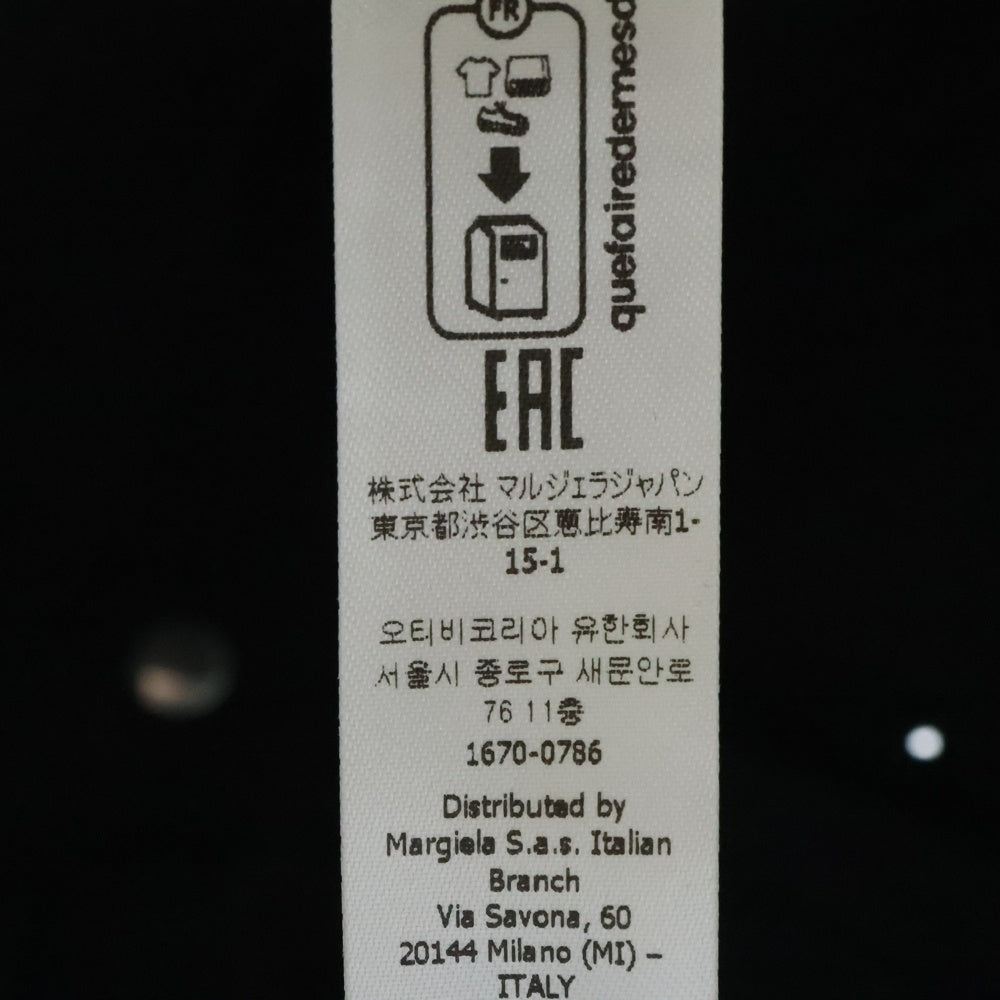 FR
quefairedemesd
EAC
株式会社 マルジェラジャパン
東京都渋谷区恵比寿南1-
15-1
오티비코리아 유한회사
서울시 종로구 새문안로
76 11층
1670-0786
Distributed by
Margiela S.a.s. Italian
Branch
Via Savona, 60
20144 Milano (MI) –
ITALY